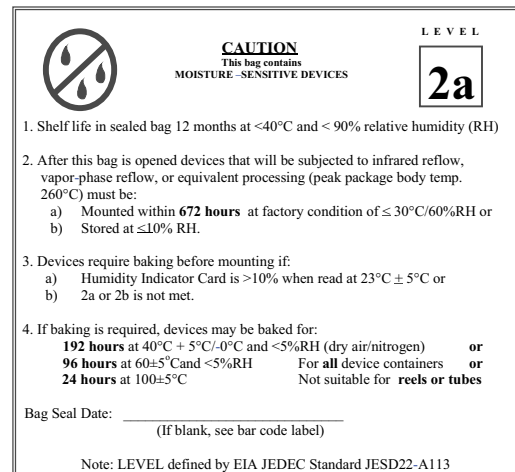 LEVEL
CAUTION
This bag contains
MOISTURE –SENSITIVE DEVICES
2a
1. Shelf life in sealed bag 12 months at <40°C and < 90% relative humidity (RH)
2. After this bag is opened devices that will be subjected to infrared reflow,
vapor-phase reflow, or equivalent processing (peak package body temp.
260°C) must be:
a) Mounted within 672 hours at factory condition of ≤ 30°C/60%RH or
b) Stored at ≤10% RH.
3. Devices require baking before mounting if:
a) Humidity Indicator Card is >10% when read at 23°C ± 5°C or
b) 2a or 2b is not met.
4. If baking is required, devices may be baked for:
192 hours at 40°C + 5°C/-0°C and <5%RH (dry air/nitrogen) or
96 hours at 60±5°Cand <5%RH For all device containers or
24 hours at 100±5°C Not suitable for reels or tubes
Bag Seal Date: ___________________________
(If blank, see bar code label)
Note: LEVEL defined by EIA JEDEC Standard JESD22-A113